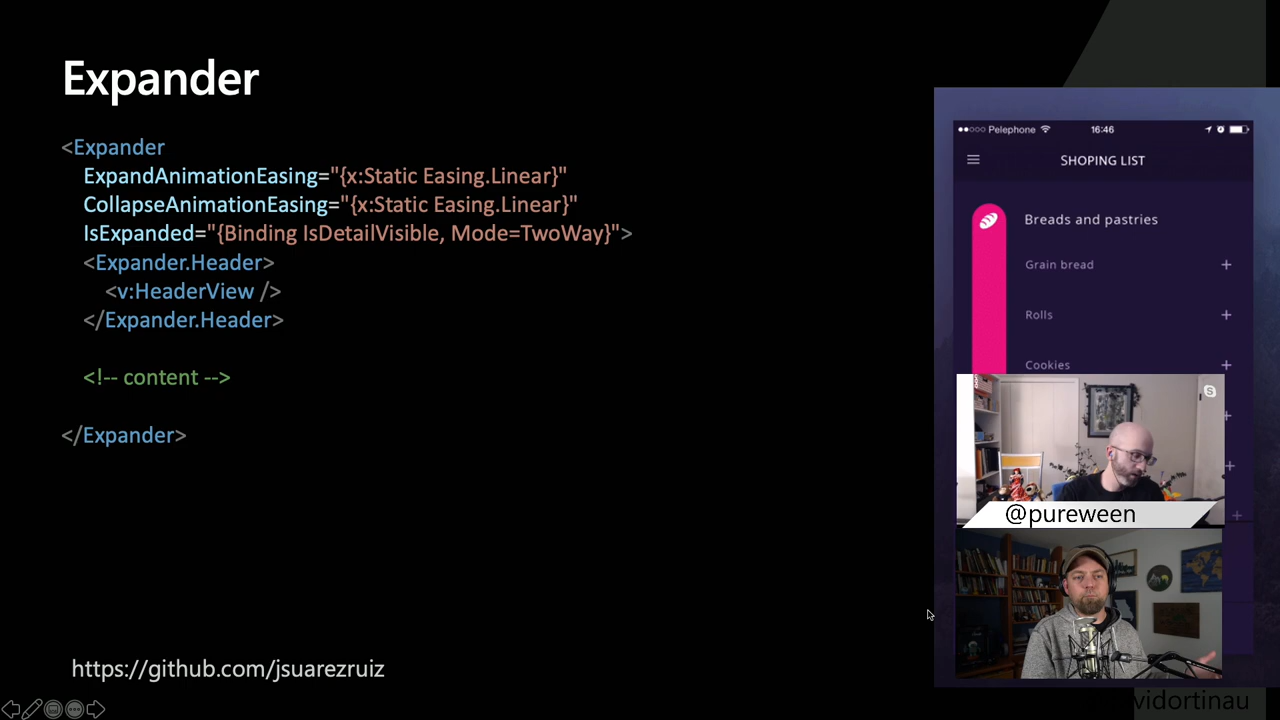 Expander
<Expander
ExpandAnimationEasing="{x:Static Easing.Linear}"
CollapseAnimationEasing="{x:Static Easing.Linear}"
IsExpanded="{Binding IsDetailVisible, Mode=TwoWay}">
<Expander.Header>
<v:HeaderView />
</Expander.Header>
<!-- content -->
</Expander>
https://github.com/jsuarezruiz
Pelephone
16:46
SHOPING LIST
Breads and pastries
Grain bread +
Rolls +
Cookies +
+
+
+
@pureween
vidortinau